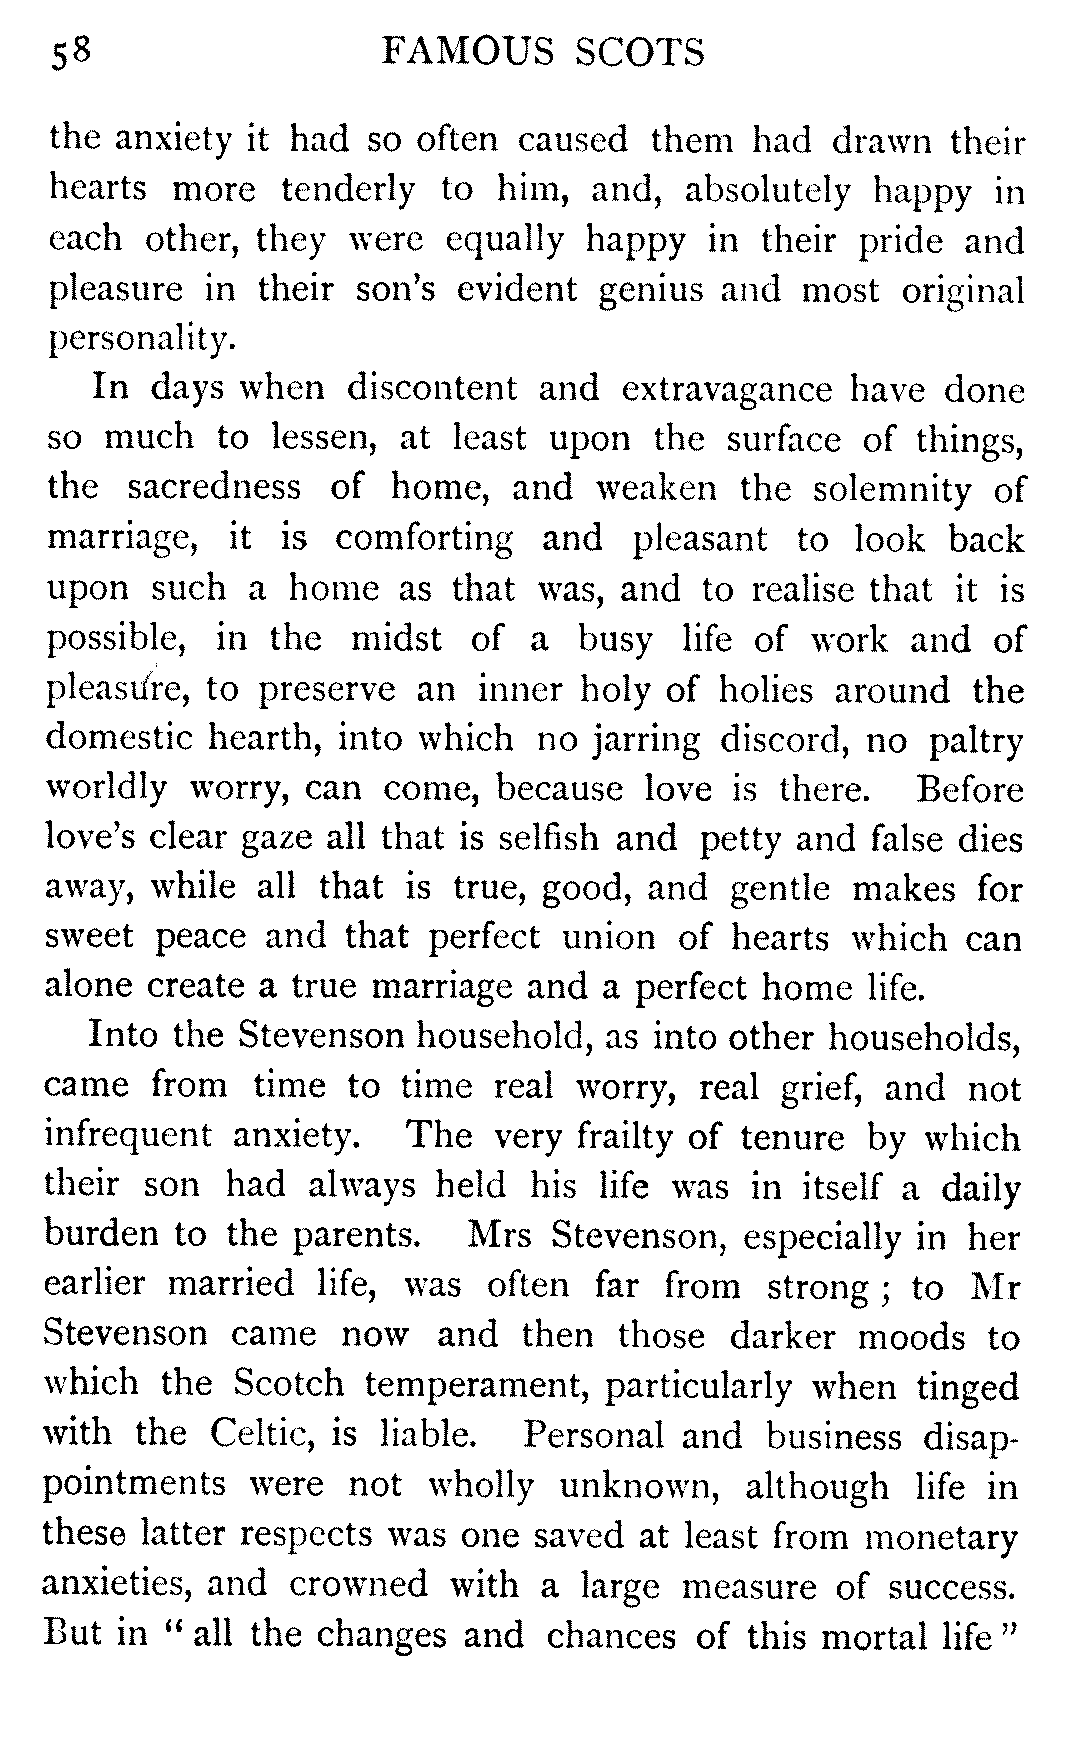 58 FAMOUS SCOTS
the anxiety it had so often caused them had drawn their
hearts more tenderly to him, and, absolutely happy in
each other, they were equally happy in their pride and
pleasure in their son's evident genius and most original
personality.
In days when discontent and extravagance have done
so much to lessen, at least upon the surface of things,
the sacredness of home, and weaken the solemnity of
marriage, it is comforting and pleasant to look back
upon such a home as that was, and to realise that it is
possible, in the midst of a busy life of work and of
pleasure, to preserve an inner holy of holies around the
domestic hearth, into which no jarring discord, no paltry
worldly worry, can come, because love is there. Before
love's clear gaze all that is selfish and petty and false dies
away, while all that is true, good, and gentle makes for
sweet peace and that perfect union of hearts which can
alone create a true marriage and a perfect home life.
Into the Stevenson household, as into other households,
came from time to time real worry, real grief, and not
infrequent anxiety. The very frailty of tenure by which
their son had always held his life was in itself a daily
burden to the parents. Mrs Stevenson, especially in her
earlier married life, was often far from strong ; to Mr
Stevenson came now and then those darker moods to
which the Scotch temperament, particularly when tinged
with the Celtic, is liable. Personal and business disap-
pointments were not wholly unknown, although life in
these latter respects was one saved at least from monetary
anxieties, and crowned with a large measure of success.
But in " all the changes and chances of this mortal life "